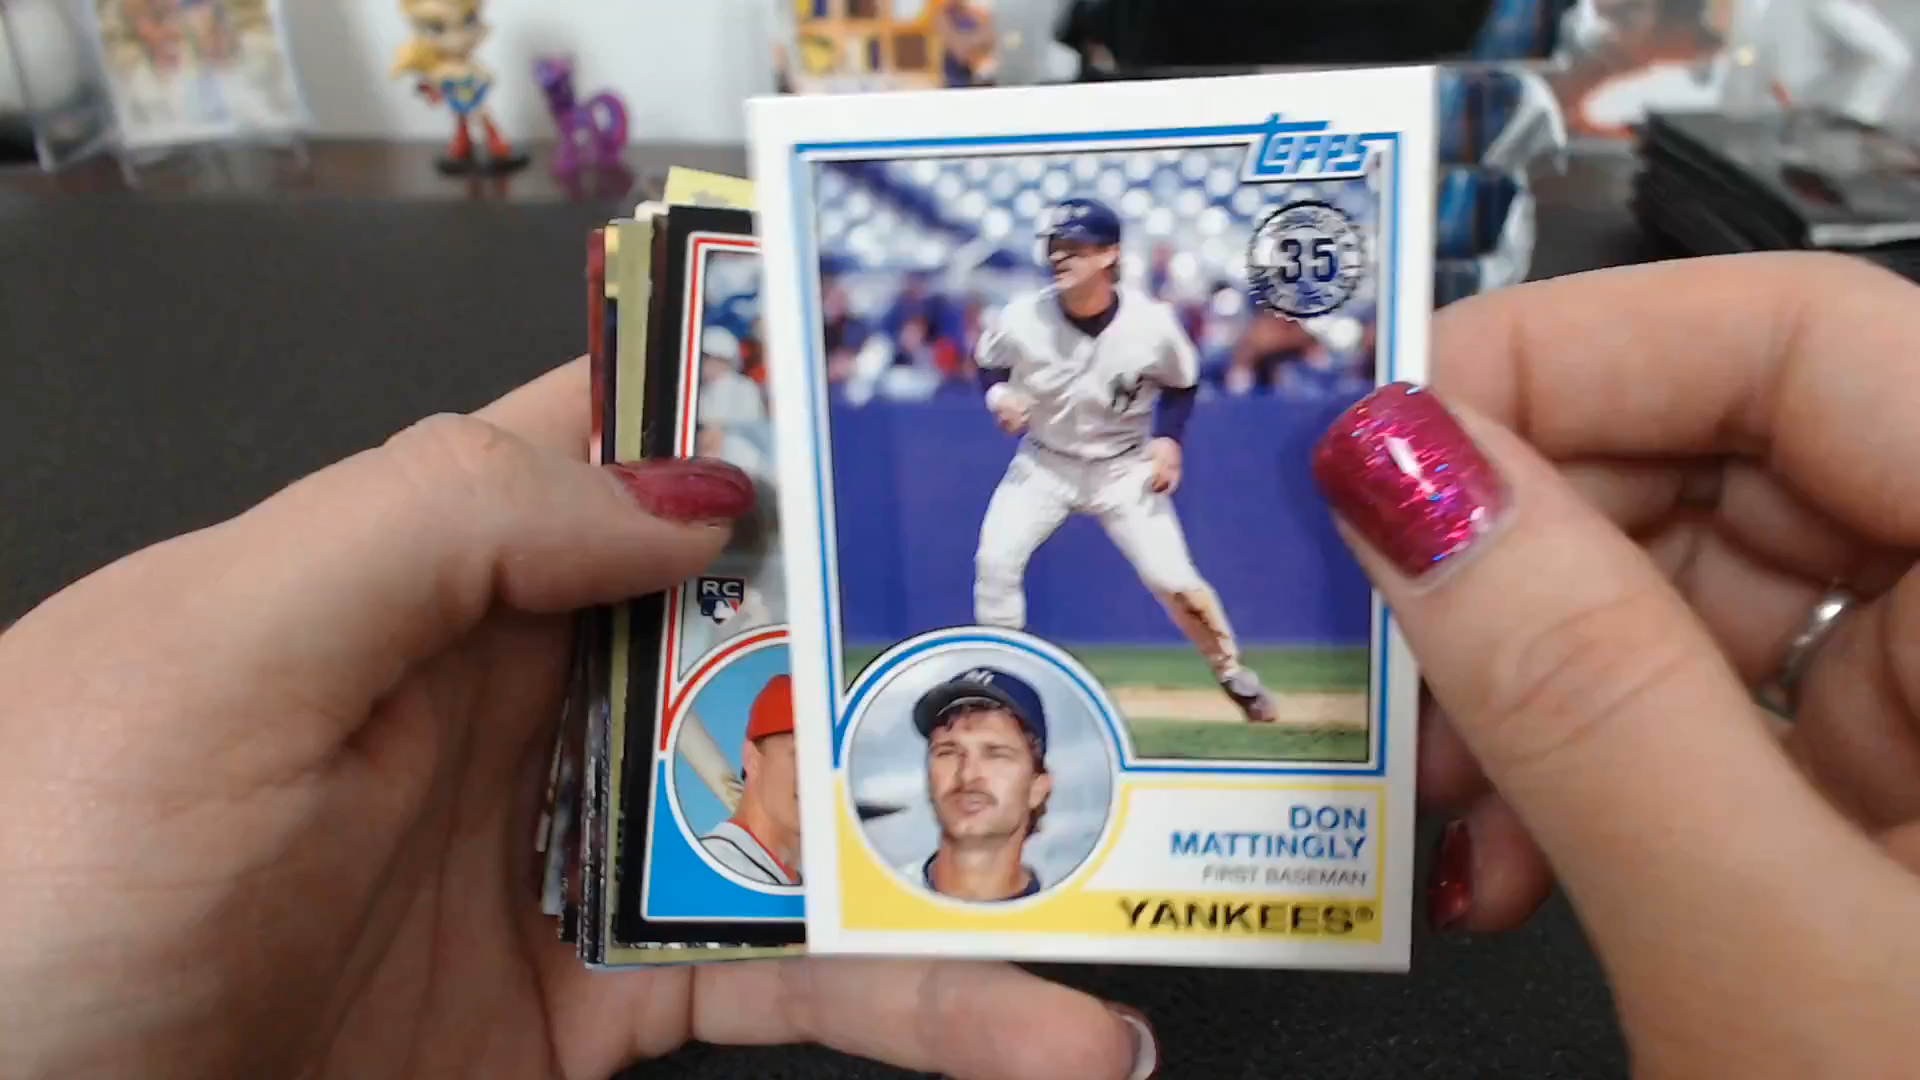 Topps
35
RC
DON
MATTINGLY
FIRST BASEMAN
YANKEES®